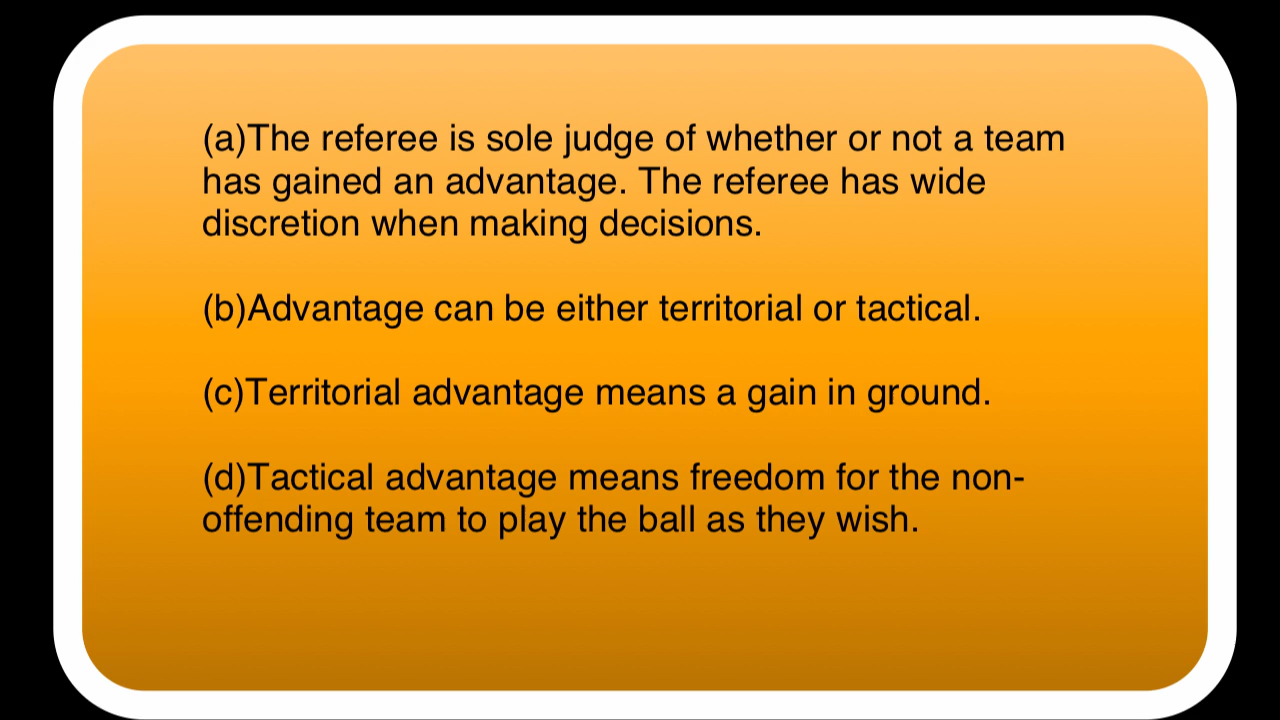 (a)The referee is sole judge of whether or not a team
has gained an advantage. The referee has wide
discretion when making decisions.
(b)Advantage can be either territorial or tactical.
(c)Territorial advantage means a gain in ground.
(d)Tactical advantage means freedom for the non-
offending team to play the ball as they wish.